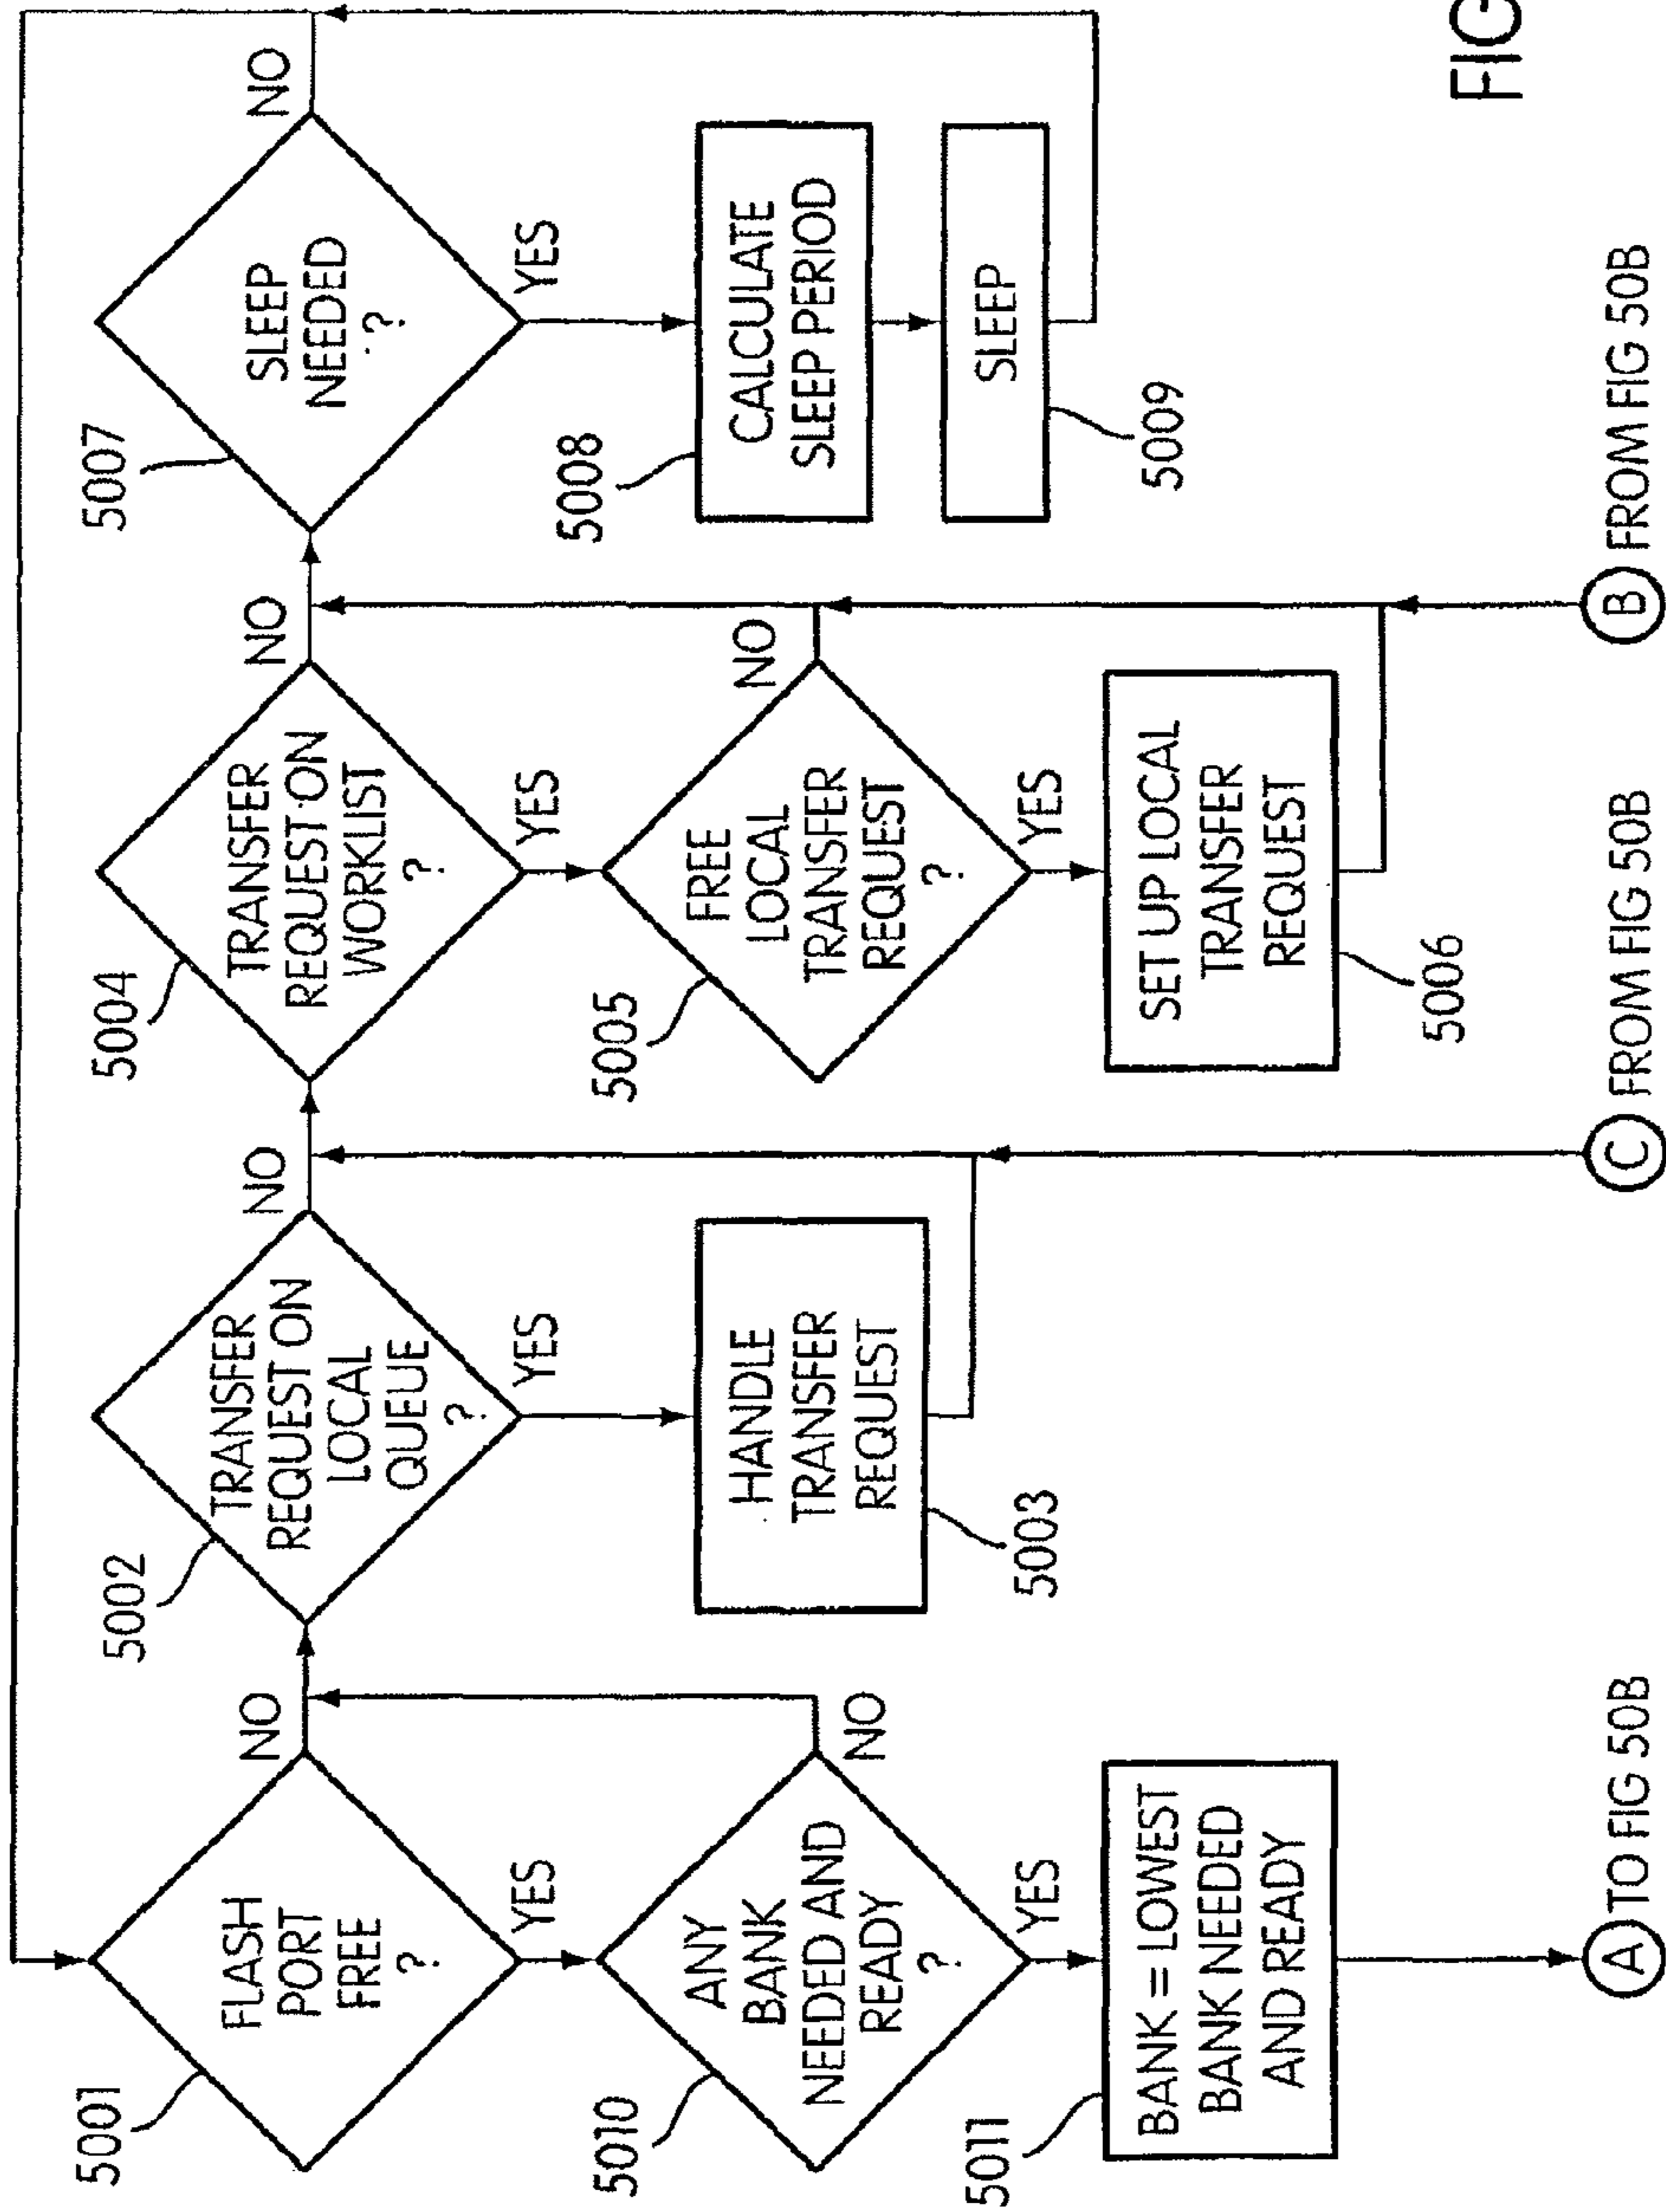 5001
FLASH
PORT
FREE
?
NO
YES
5010
ANY
BANK
NEEDED AND
READY
?
NO
YES
5011
BANK = LOWEST
BANK NEEDED
AND READY
A TO FIG 50B
5002
TRANSFER
REQUEST ON
LOCAL
QUEUE
?
NO
YES
HANDLE
TRANSFER
REQUEST
5003
C FROM FIG 50B
5004
TRANSFER
REQUEST ON
WORKLIST
?
NO
YES
5005
FREE
LOCAL
TRANSFER
REQUEST
?
NO
YES
SET UP LOCAL
TRANSFER
REQUEST
5006
B FROM FIG 50B
5007
SLEEP
NEEDED
?
NO
YES
5008
CALCULATE
SLEEP PERIOD
SLEEP
5009
FIG